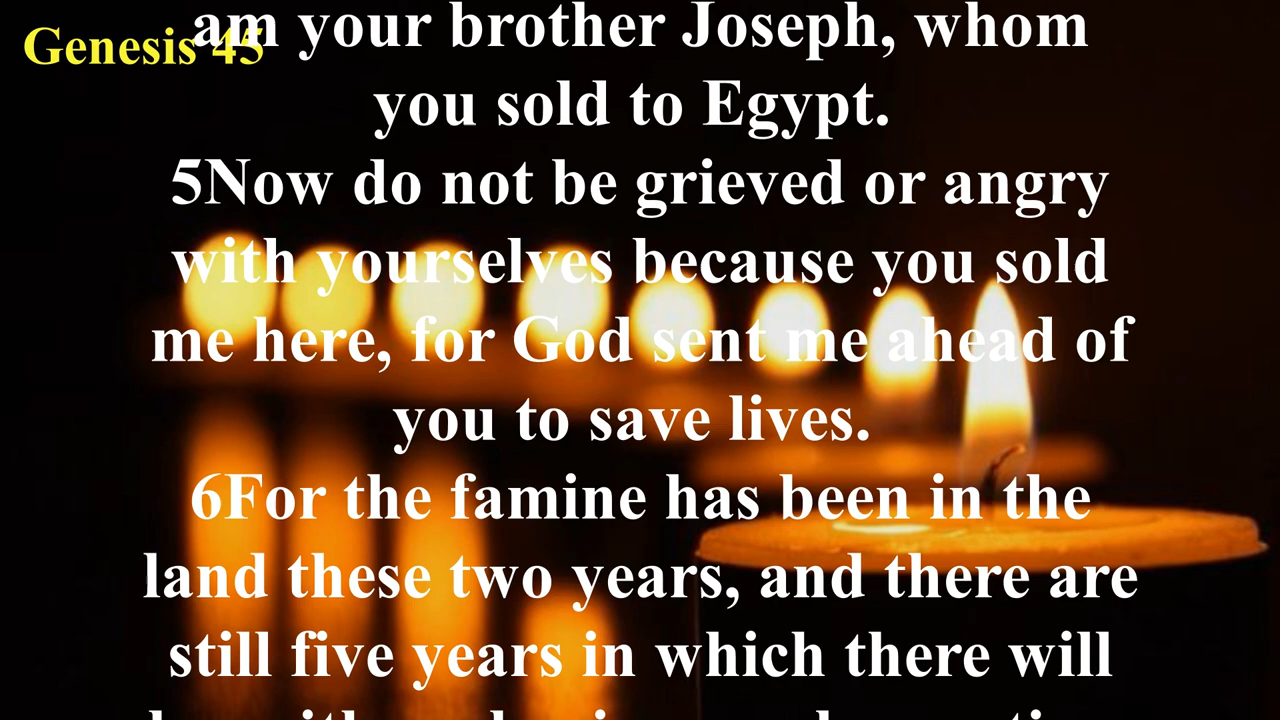 Genesis 45
am your brother Joseph, whom
you sold to Egypt.
5Now do not be grieved or angry
with yourselves because you sold
me here, for God sent me ahead of
you to save lives.
6For the famine has been in the
land these two years, and there are
still five years in which there will